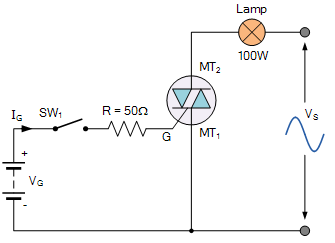 Lamp
100W
MT2
IG
SW1
R = 50Ω
G
MT1
VS
+
VG
-